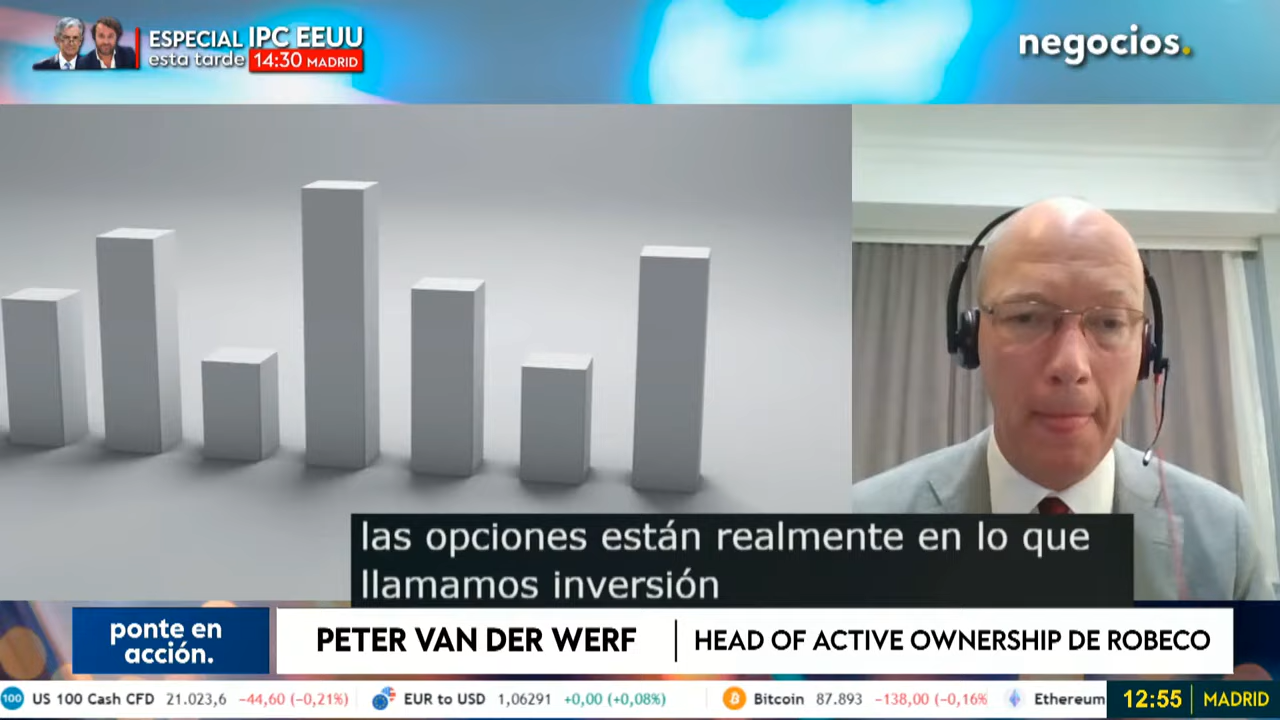 ESPECIAL IPC EEUU
esta tarde 14:30 MADRID
negocios.
las opciones están realmente en lo que
llamamos inversión
ponte en
acción.
PETER VAN DER WERF
HEAD OF ACTIVE OWNERSHIP DE ROBECO
100 US 100 Cash CFD 21.023,6 −44,60 (−0,21%) EUR to USD 1,06291 +0,00 (+0,08%) Bitcoin 87.893 −138,00 (−0,16% Ethereum 12:55 MADRID